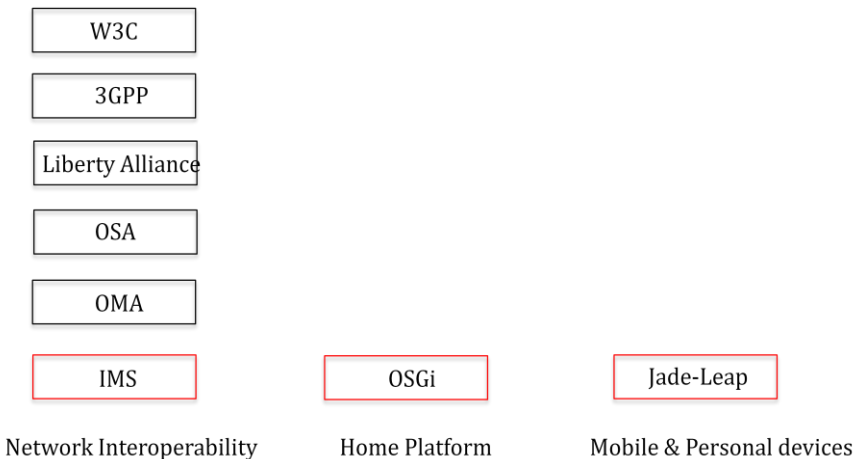 W3C
3GPP
Liberty Alliance
OSA
OMA
IMS OSGi Jade-Leap
Network Interoperability Home Platform Mobile & Personal devices